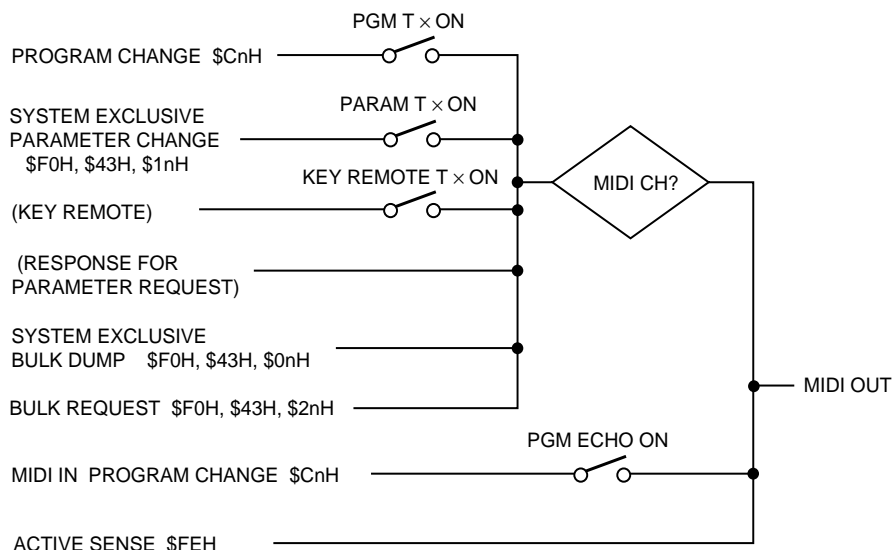 PGM T × ON
PROGRAM CHANGE $CnH
SYSTEM EXCLUSIVE
PARAMETER CHANGE
$F0H, $43H, $1nH
PARAM T × ON
KEY REMOTE T × ON
(KEY REMOTE)
MIDI CH?
(RESPONSE FOR
PARAMETER REQUEST)
SYSTEM EXCLUSIVE
BULK DUMP $F0H, $43H, $0nH
BULK REQUEST $F0H, $43H, $2nH
MIDI OUT
PGM ECHO ON
MIDI IN PROGRAM CHANGE $CnH
ACTIVE SENSE $FEH